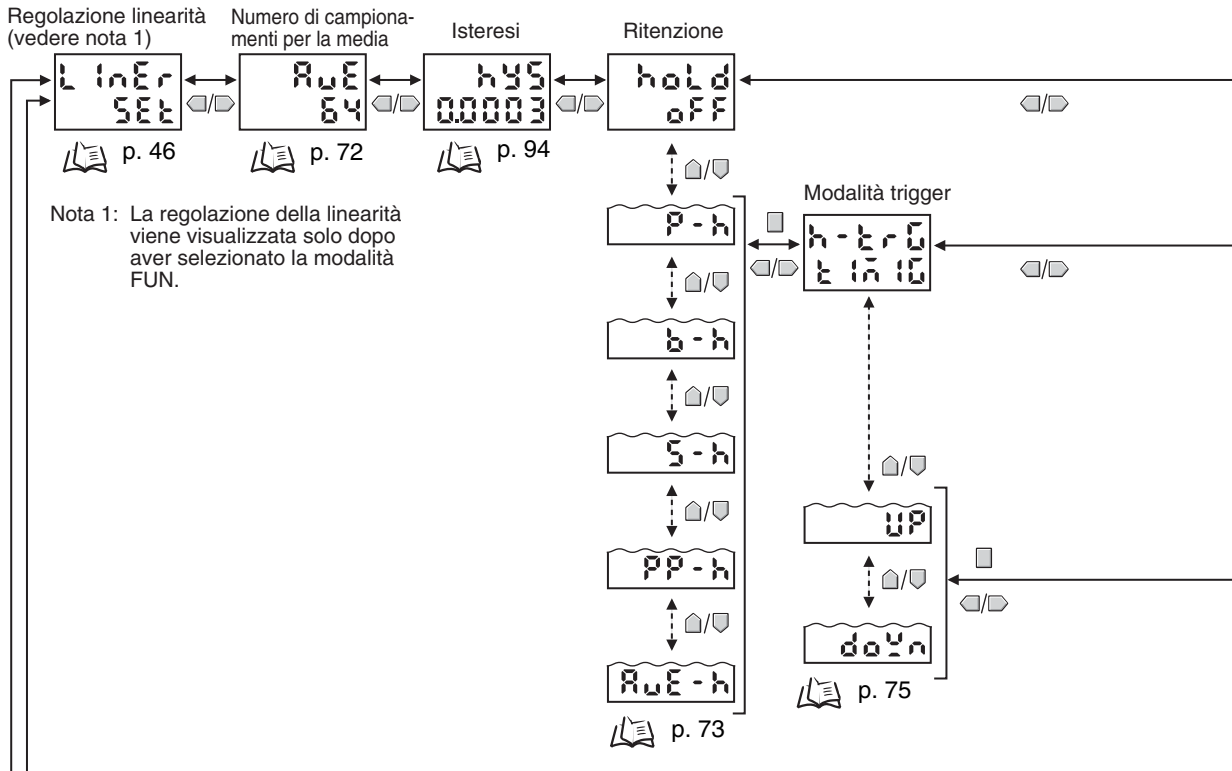 Regolazione linearità
(vedere nota 1)
Numero di campiona-
menti per la media
Isteresi
Ritenzione
LInEr
SEt
AvE
64
hYS
0.0003
hoLd
oFF
p. 46
p. 72
p. 94
Nota 1: La regolazione della linearità
viene visualizzata solo dopo
aver selezionato la modalità
FUN.
P-h
b-h
S-h
PP-h
AvE-h
p. 73
Modalità trigger
h-trG
tImIG
UP
doWn
p. 75